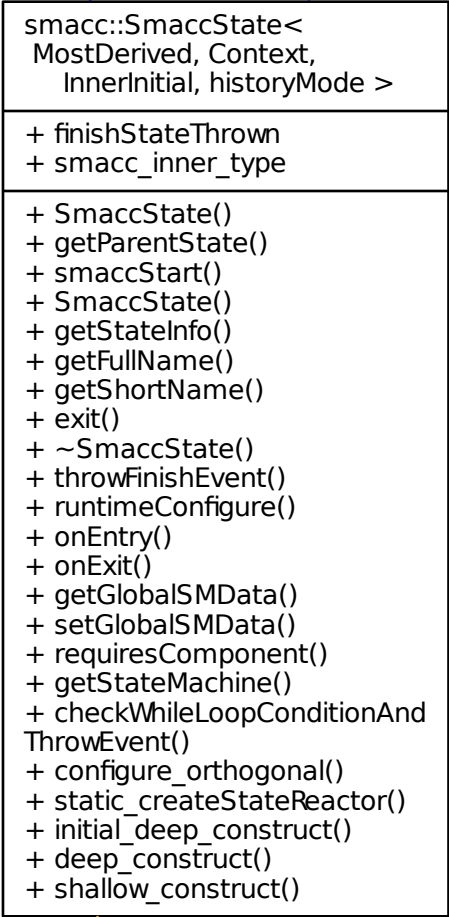 smacc::SmaccState<
MostDerived, Context,
InnerInitial, historyMode >
+ finishStateThrown
+ smacc_inner_type
+ SmaccState()
+ getParentState()
+ smaccStart()
+ SmaccState()
+ getStateInfo()
+ getFullName()
+ getShortName()
+ exit()
+ ~SmaccState()
+ throwFinishEvent()
+ runtimeConfigure()
+ onEntry()
+ onExit()
+ getGlobalSMData()
+ setGlobalSMData()
+ requiresComponent()
+ getStateMachine()
+ checkWhileLoopConditionAnd
ThrowEvent()
+ configure_orthogonal()
+ static_createStateReactor()
+ initial_deep_construct()
+ deep_construct()
+ shallow_construct()